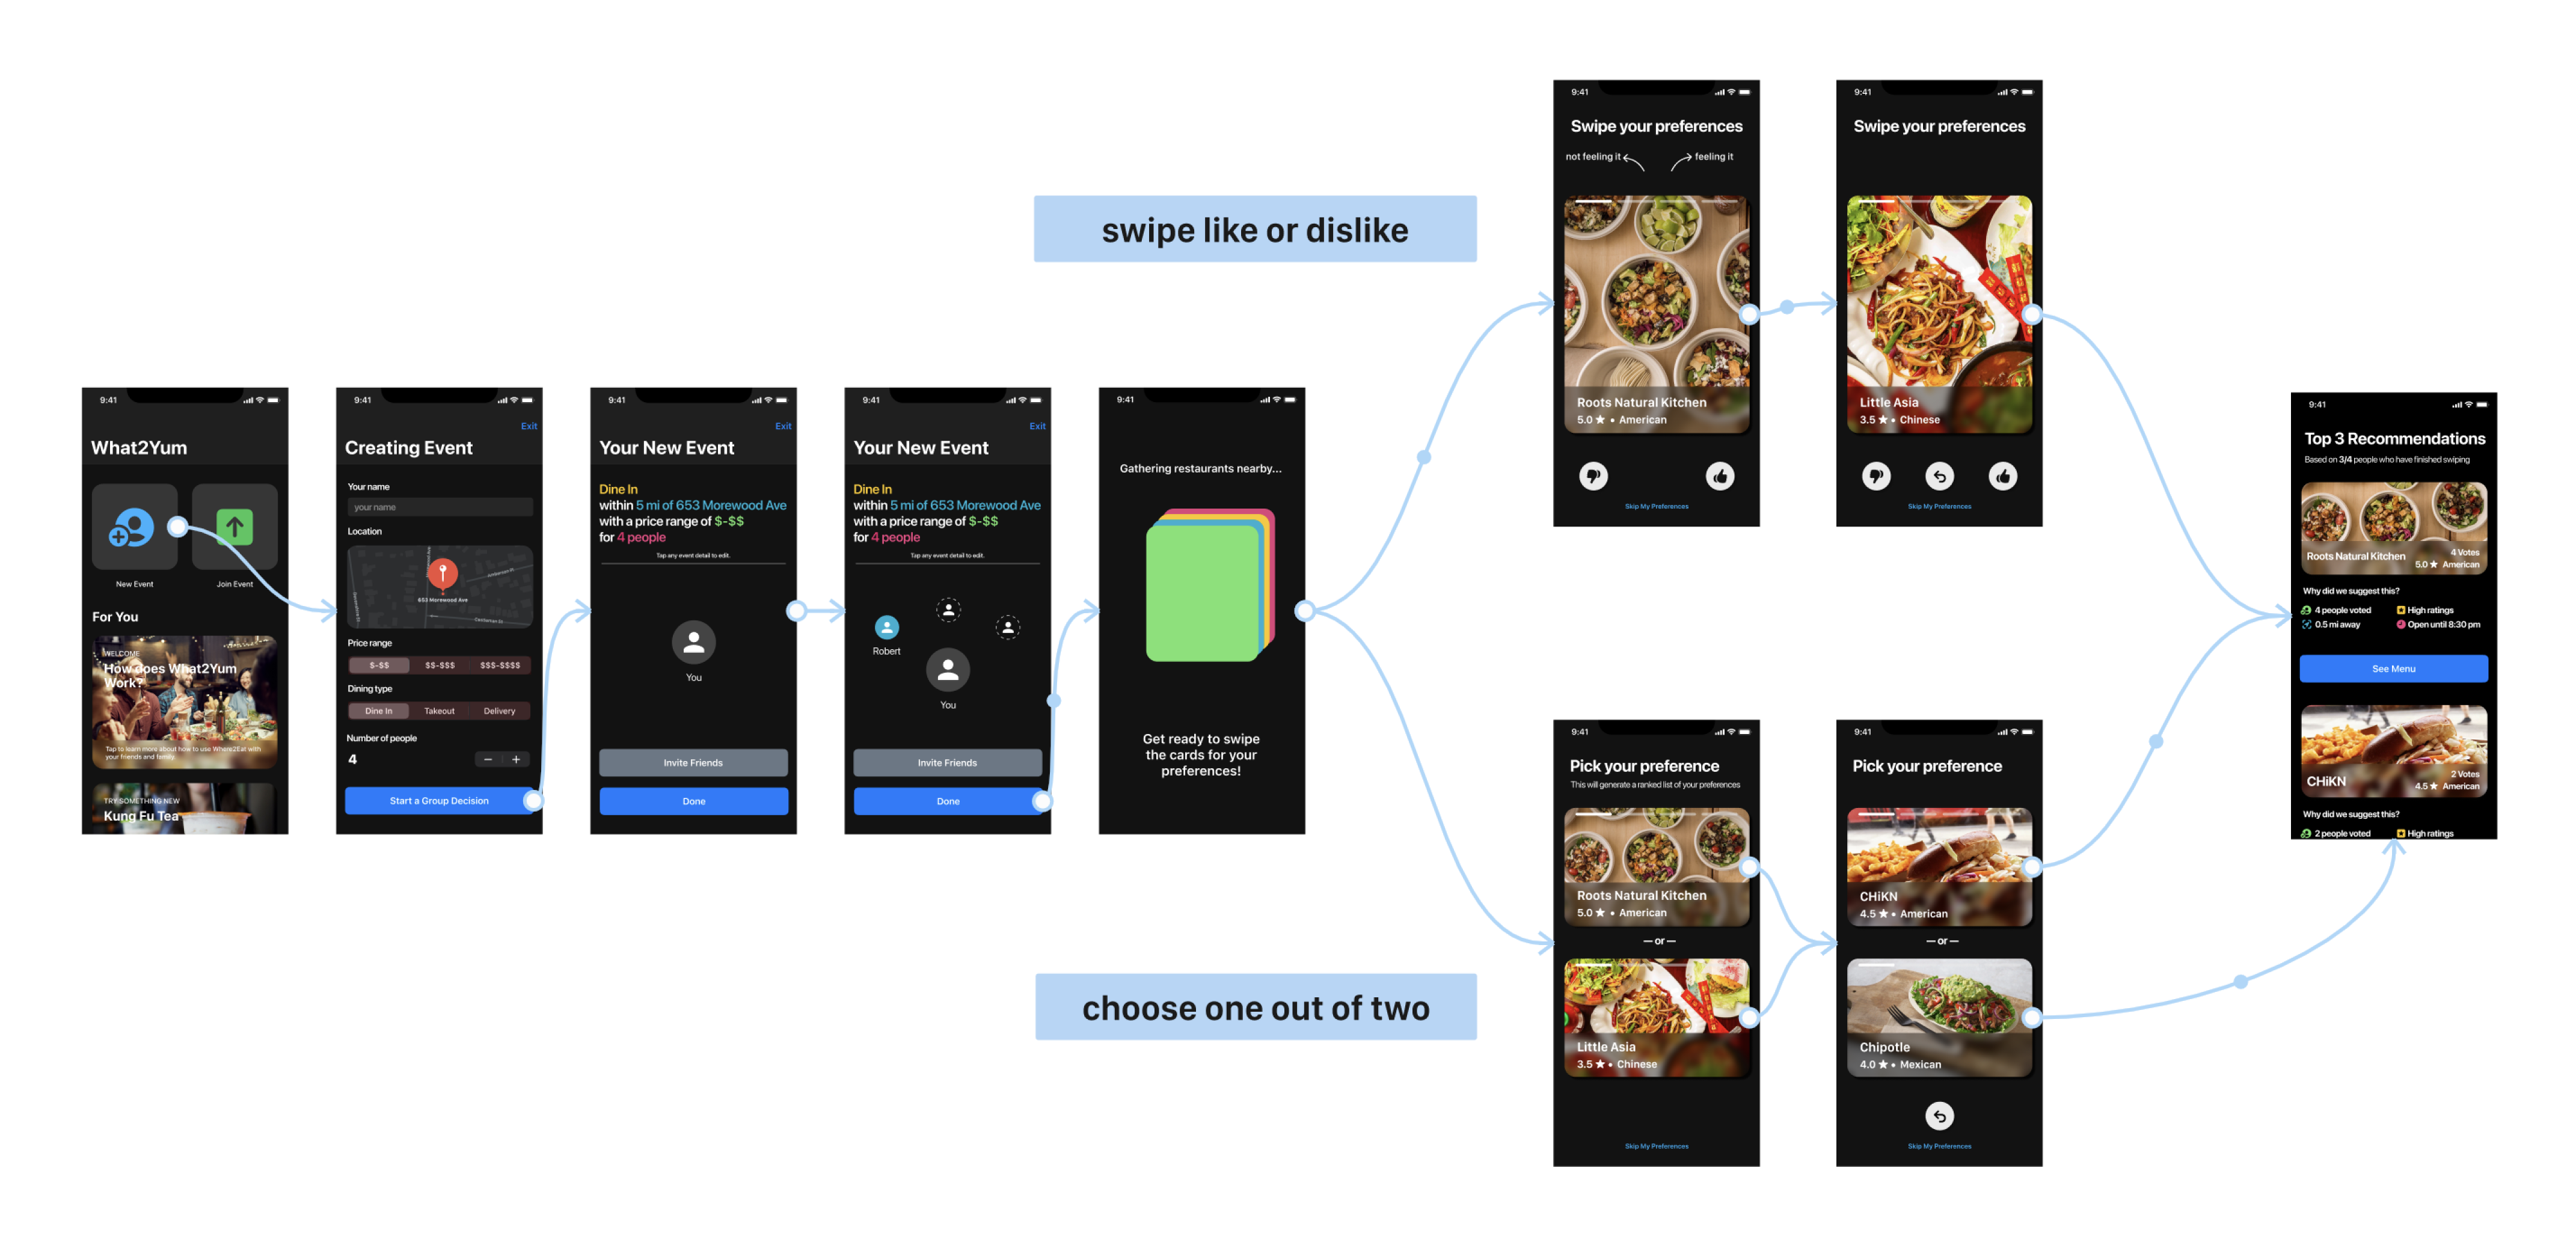 9:41
What2Yum
New Event
Join Event
For You
WELCOME
How does What2Yum
Work?
Tap to learn more about how to use Where2Eat with
your friends and family.
TRY SOMETHING NEW
Kung Fu Tea
9:41
Exit
Creating Event
Your name
your name
Location
653 Morewood Ave
Price range
$-$$ $$-$$$ $$$-$$$$
Dining type
Dine In Takeout Delivery
Number of people
4 − +
Start a Group Decision
9:41
Exit
Your New Event
Dine In
within 5 mi of 653 Morewood Ave
with a price range of $-$$
for 4 people
Tap any event detail to edit.
You
Invite Friends
Done
9:41
Exit
Your New Event
Dine In
within 5 mi of 653 Morewood Ave
with a price range of $-$$
for 4 people
Tap any event detail to edit.
Robert
You
Invite Friends
Done
9:41
Gathering restaurants nearby...
Get ready to swipe
the cards for your
preferences!
swipe like or dislike
9:41
Swipe your preferences
not feeling it feeling it
Roots Natural Kitchen
5.0 ★ • American
Skip My Preferences
9:41
Swipe your preferences
Little Asia
3.5 ★ • Chinese
Skip My Preferences
choose one out of two
9:41
Pick your preference
This will generate a ranked list of your preferences
Roots Natural Kitchen
5.0 ★ • American
— or —
Little Asia
3.5 ★ • Chinese
Skip My Preferences
9:41
Pick your preference
CHiKN
4.5 ★ • American
— or —
Chipotle
4.0 ★ • Mexican
Skip My Preferences
9:41
Top 3 Recommendations
Based on 3/4 people who have finished swiping
Roots Natural Kitchen
4 Votes
5.0 ★ American
Why did we suggest this?
4 people voted High ratings
0.5 mi away Open until 8:30 pm
See Menu
CHiKN
2 Votes
4.5 ★ American
Why did we suggest this?
2 people voted High ratings